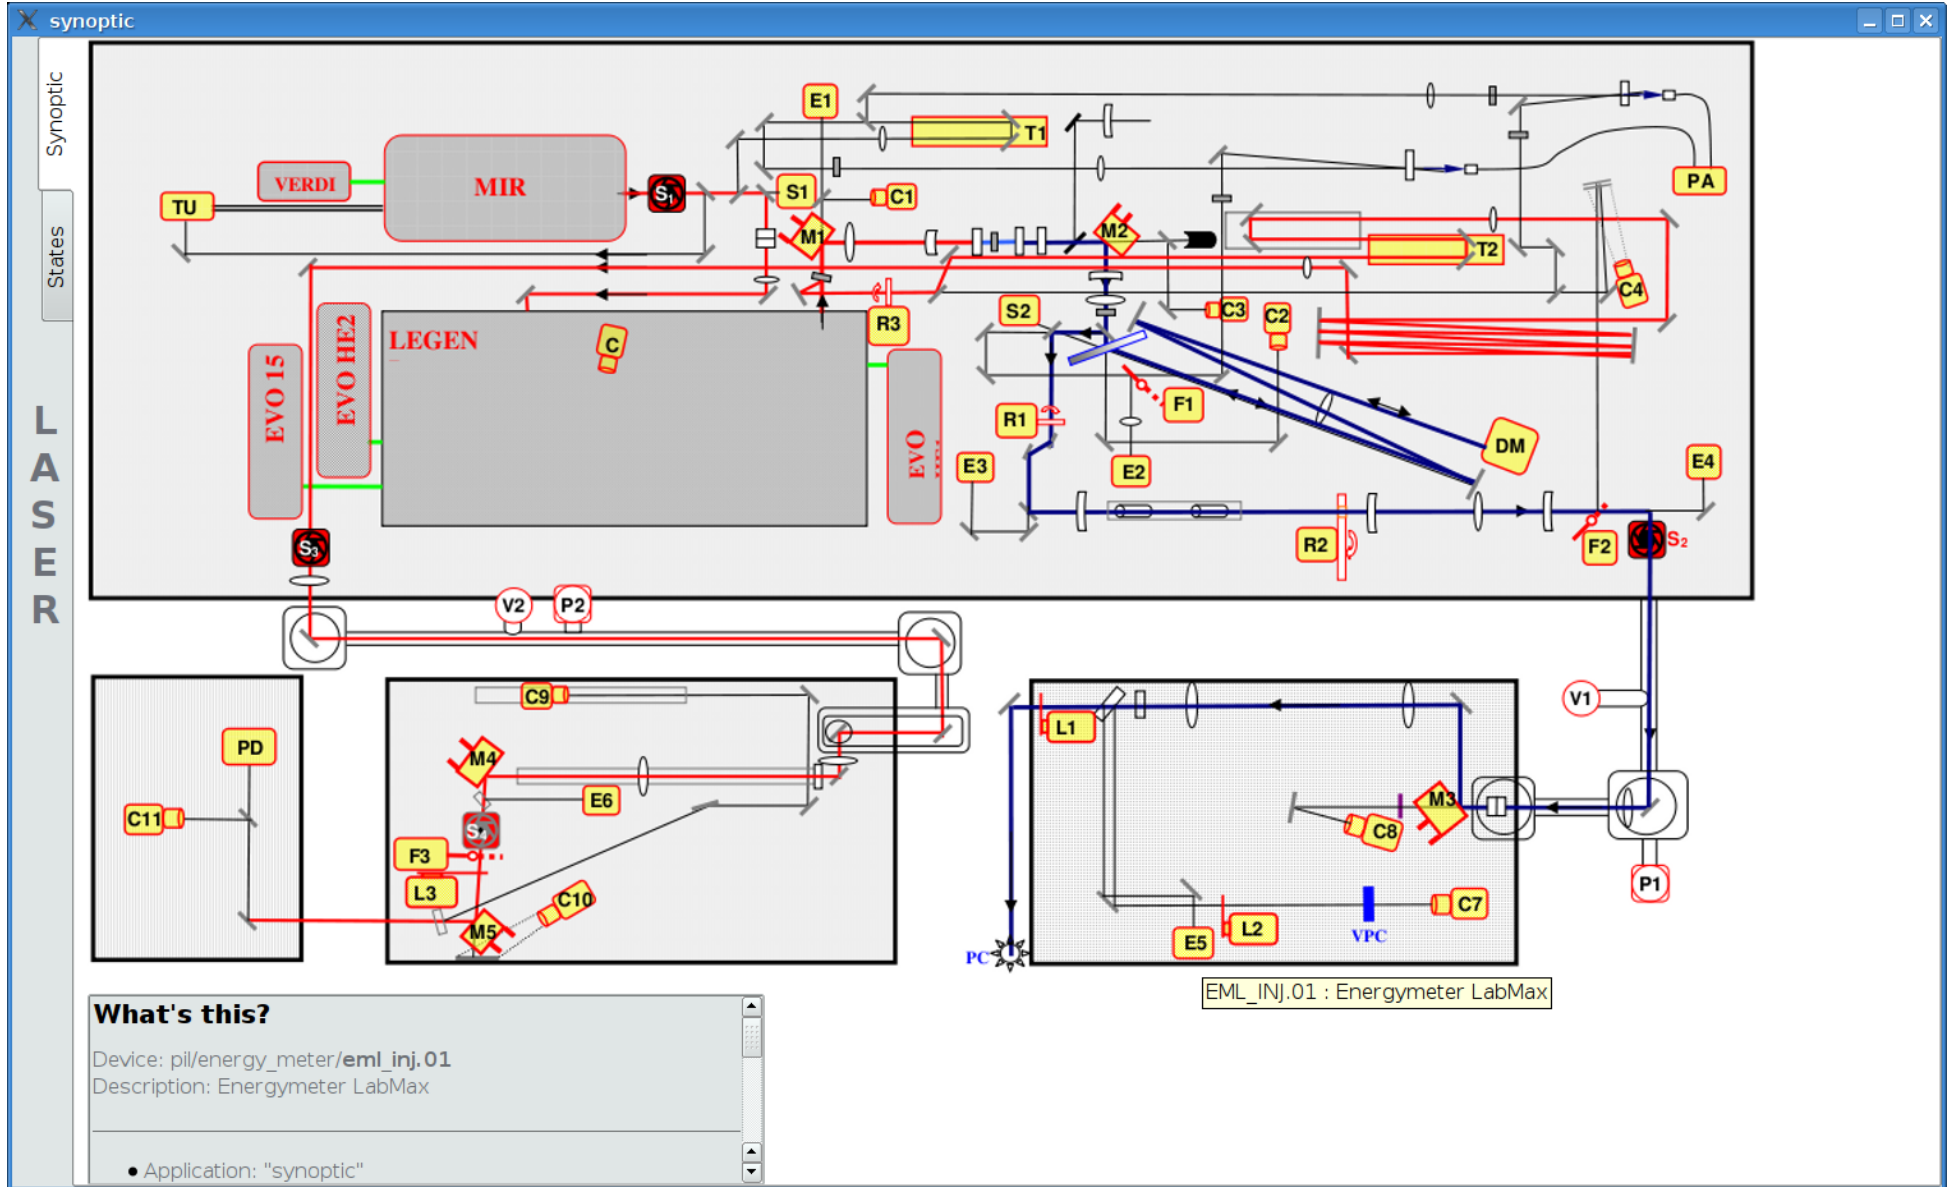 synoptic
Synoptic
States
LASER
E1
T1
VERDI
MIR
S1
S1
C1
PA
TU
M1
M2
T2
C4
S2
C3
C2
R3
LEGEN
C
EVO HE2
EVO 15
EVO
F1
R1
DM
E3
E2
E4
R2
F2
S2
S3
V2
P2
C9
V1
L1
PD
M4
E6
M3
C11
S4
C8
F3
L3
C10
P1
M5
C7
L2
E5
VPC
PC
EML_INJ.01 : Energymeter LabMax
What's this?
Device: pil/energy_meter/eml_inj.01
Description: Energymeter LabMax
● Application: "synoptic"